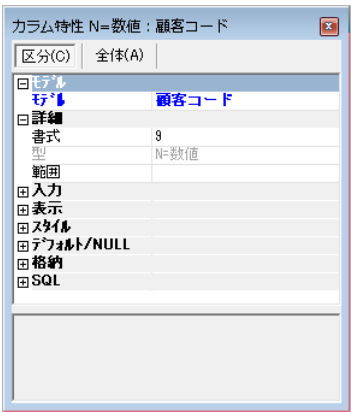 カラム特性 N=数値：顧客コード
区分(C) 全体(A)
ﾓﾃﾞﾙ
ﾓﾃﾞﾙ 顧客コード
詳細
書式 9
型 N=数値
範囲
入力
表示
ｽﾀｲﾙ
ﾃﾞﾌｫﾙﾄ/NULL
格納
SQL